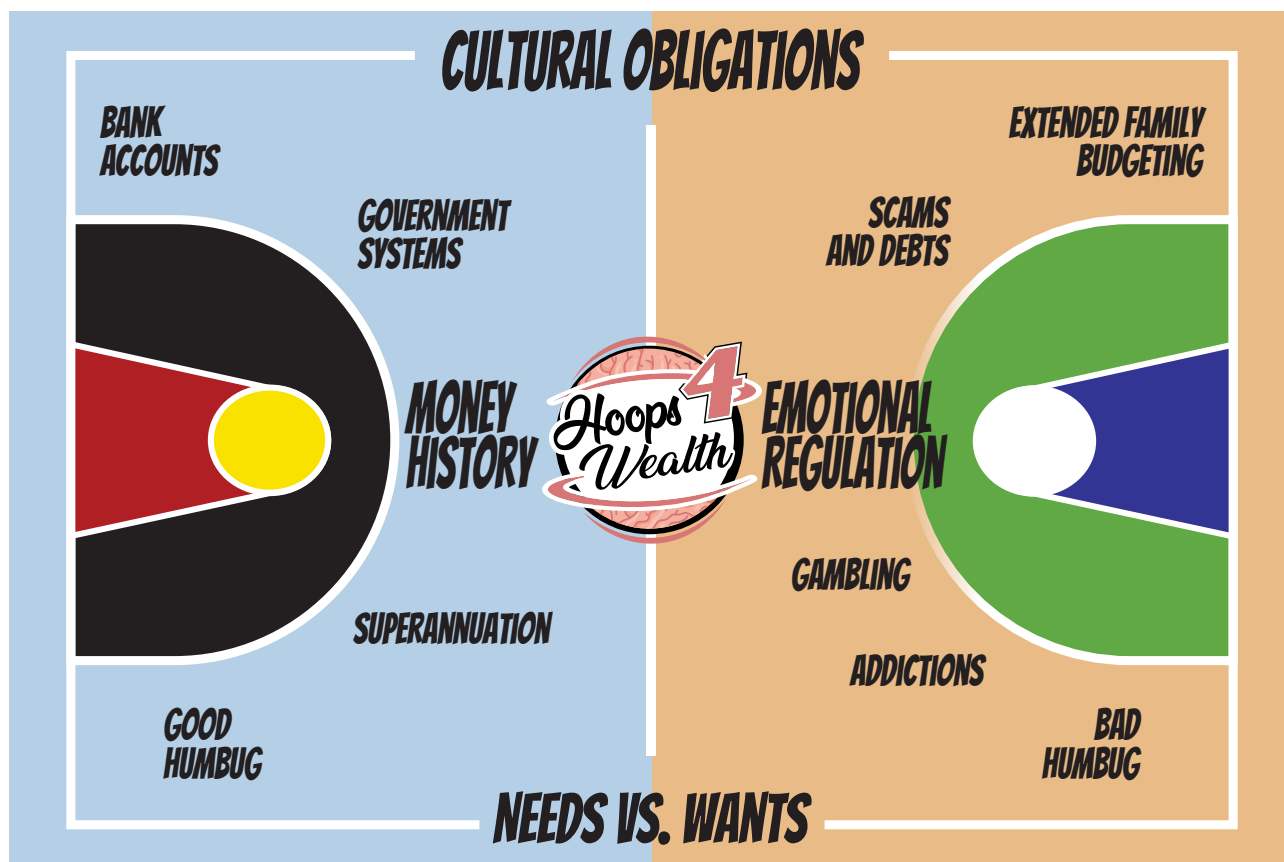 CULTURAL OBLIGATIONS
BANK
ACCOUNTS
EXTENDED FAMILY
BUDGETING
GOVERNMENT
SYSTEMS
SCAMS
AND DEBTS
MONEY
HISTORY
Hoops 4
Wealth
EMOTIONAL
REGULATION
GAMBLING
SUPERANNUATION
ADDICTIONS
GOOD
HUMBUG
BAD
HUMBUG
NEEDS VS. WANTS